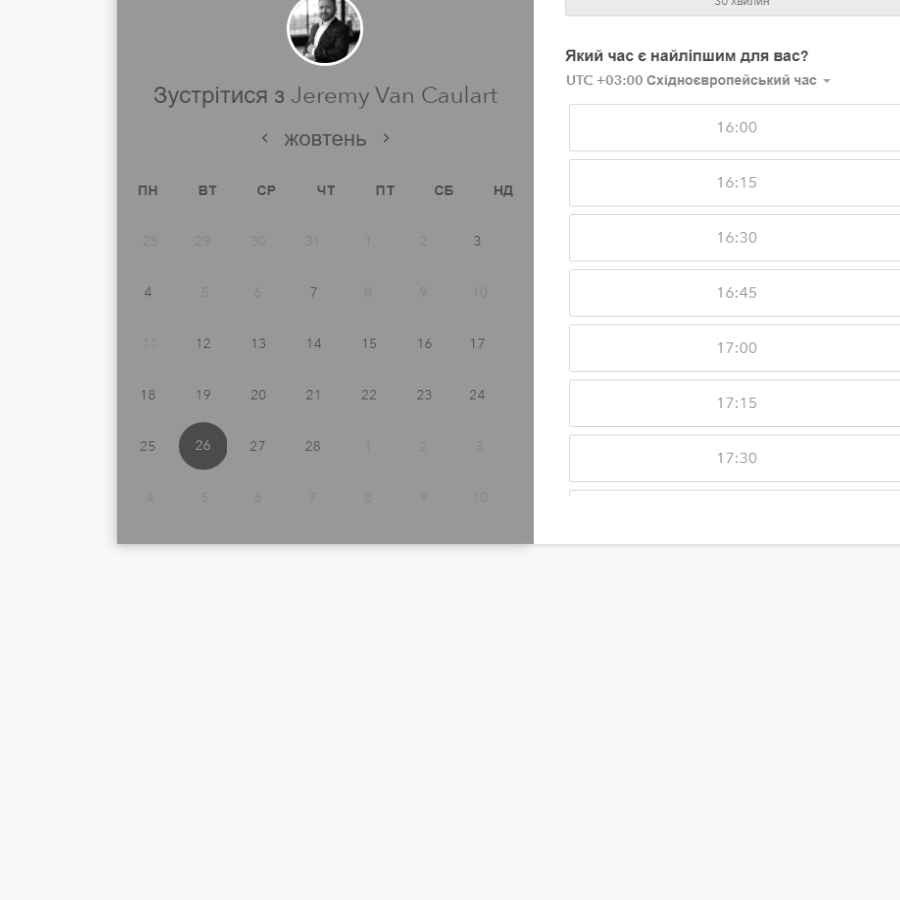 30 хвилин
Який час є найліпшим для вас?
UTC +03:00 Східноєвропейський час
16:00
16:15
16:30
16:45
17:00
17:15
17:30
Зустрітися з Jeremy Van Caulart
жовтень
ПН ВТ СР ЧТ ПТ СБ НД
28 29 30 31 1 2 3
4 5 6 7 8 9 10
11 12 13 14 15 16 17
18 19 20 21 22 23 24
25 26 27 28 1 2 3
4 5 6 7 8 9 10